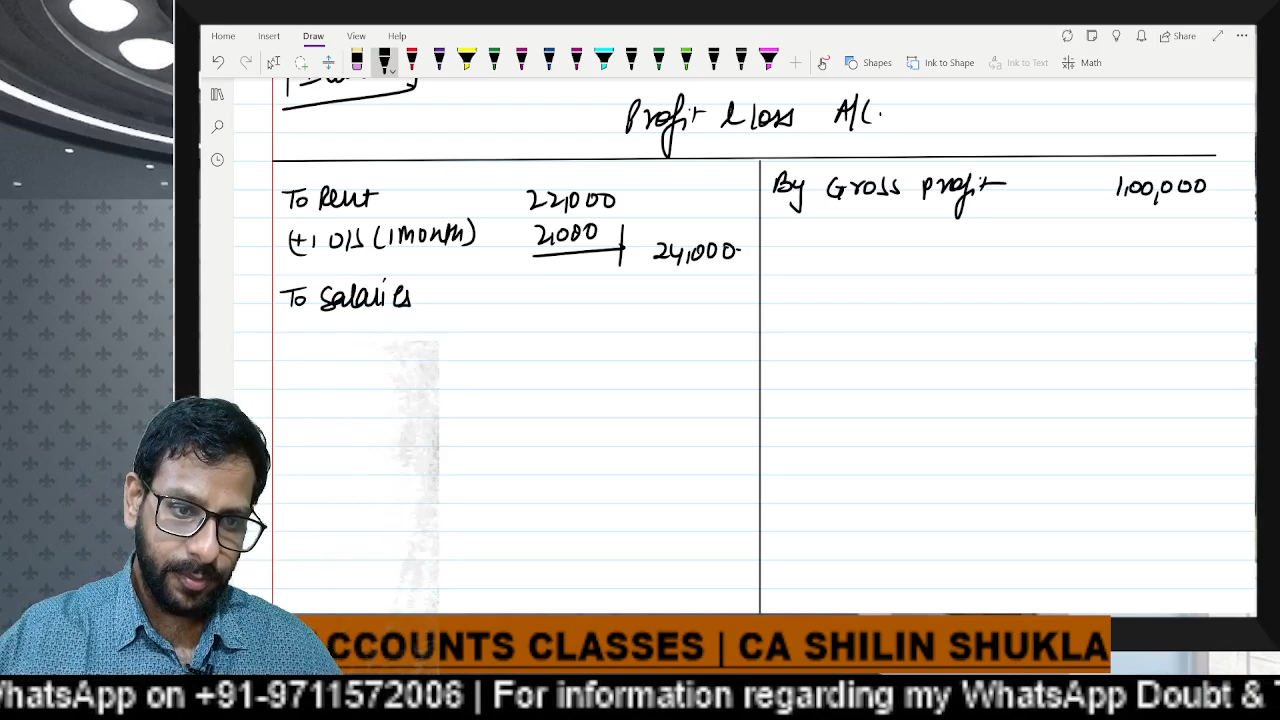 Home Insert Draw View Help Share
Shapes Ink to Shape Ink to Text Math
Profit & Loss A/C.
To Rent 22,000
(+) O/S (1 Month) 2,000 24,000-
To Salaries
By Gross Profit 1,00,000
CCOUNTS CLASSES | CA SHILIN SHUKLA
WhatsApp on +91-9711572006 | For information regarding my WhatsApp Doubt &